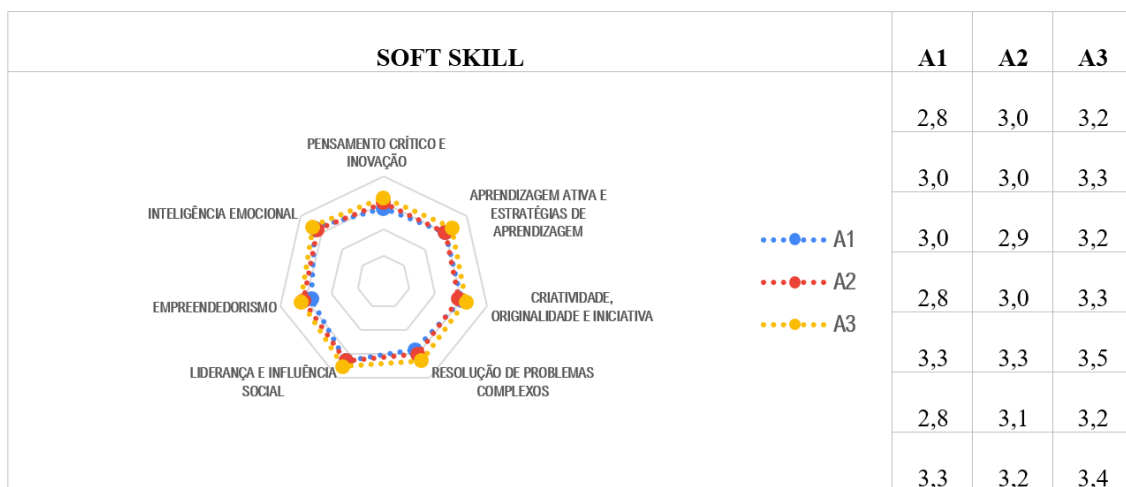 SOFT SKILL A1 A2 A3
PENSAMENTO CRÍTICO E
INOVAÇÃO
APRENDIZAGEM ATIVA E
ESTRATÉGIAS DE
APRENDIZAGEM
INTELIGÊNCIA EMOCIONAL
CRIATIVIDADE,
ORIGINALIDADE E INICIATIVA
EMPREENDEDORISMO
LIDERANÇA E INFLUÊNCIA
SOCIAL
RESOLUÇÃO DE PROBLEMAS
COMPLEXOS
A1
A2
A3
2,8 3,0 3,2
3,0 3,0 3,3
3,0 2,9 3,2
2,8 3,0 3,3
3,3 3,3 3,5
2,8 3,1 3,2
3,3 3,2 3,4